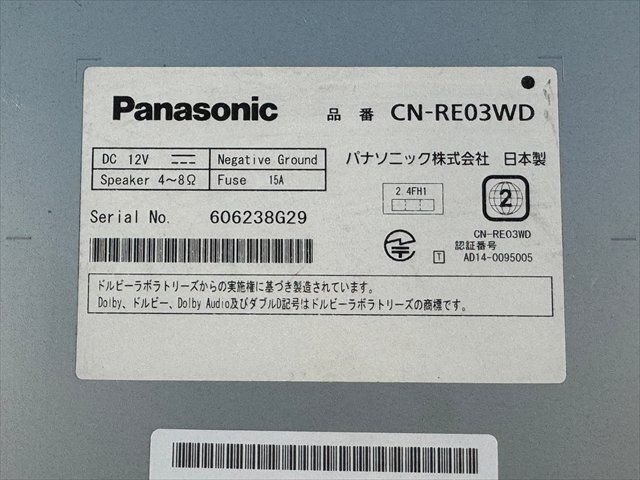 Panasonic 品番 CN-RE03WD
DC 12V Negative Ground
Speaker 4~8Ω Fuse 15A
パナソニック株式会社 日本製
2.4FH1
2
Serial No. 606238G29
CN-RE03WD
認証番号
T AD14-0095005
ドルビーラボラトリーズからの実施権に基づき製造されています。
Dolby、ドルビー、Dolby Audio及びダブルD記号はドルビーラボラトリーズの商標です。